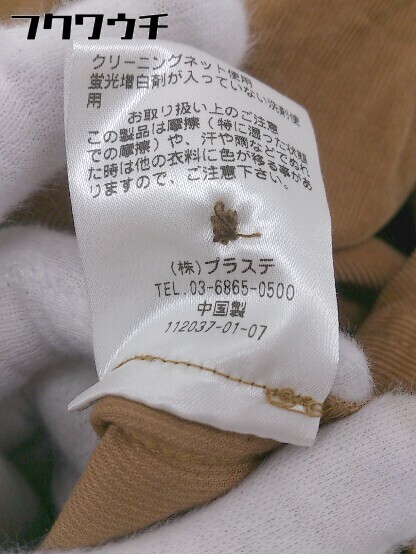 フクワウチ
クリーニングネット使用
蛍光増白剤が入っていない洗剤使
用
お取り扱い上のご注意
この製品は摩擦（特に湿った状態
での摩擦）や、汗や雨などでぬれ
た時は他の衣料に色が移る事があ
りますので、ご注意下さい。
（株）プラステ
TEL.03-6865-0500
中国製
112037-01-07